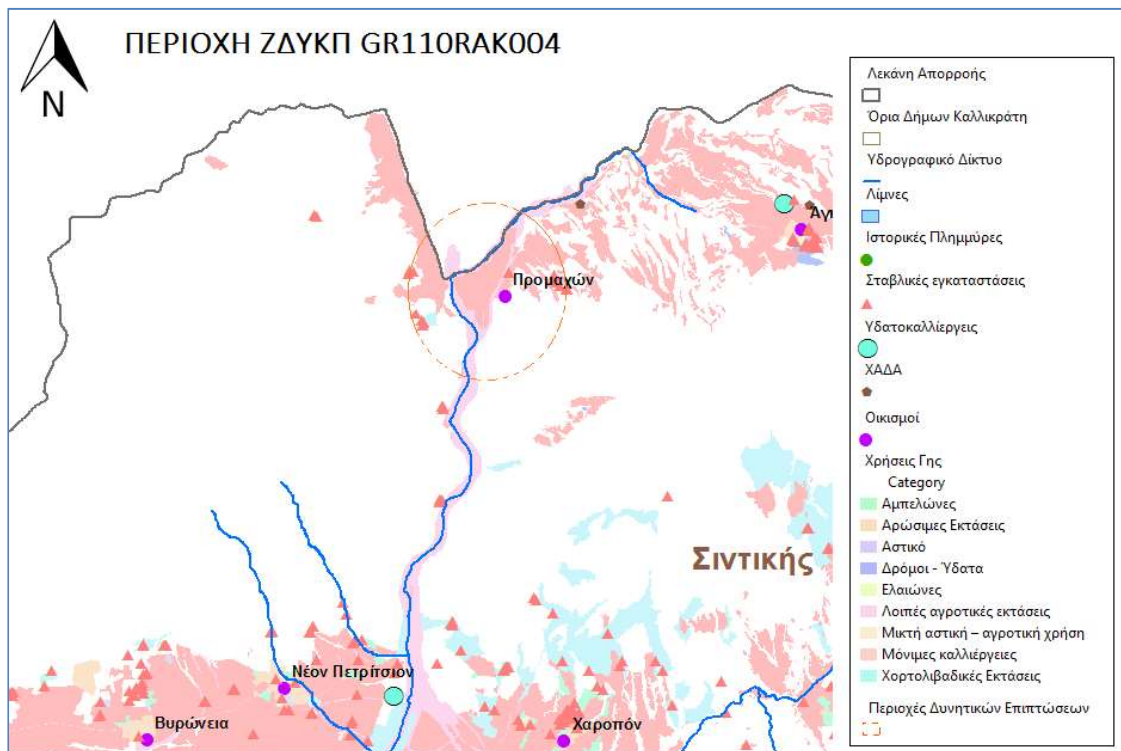 ΠΕΡΙΟΧΗ ΖΔΥΚΠ GR110RAK004
N
Άγκ
Προμαχών
Σιντικής
Νέον Πετρίτσιον
Βυρώνεια
Χαροπόν
Λεκάνη Απορροής
Όρια Δήμων Καλλικράτη
Υδρογραφικό Δίκτυο
Λίμνες
Ιστορικές Πλημμύρες
Σταβλικές εγκαταστάσεις
Υδατοκαλλίεργεις
ΧΑΔΑ
Οικισμοί
Χρήσεις Γης
Category
Αμπελώνες
Αρώσιμες Εκτάσεις
Αστικό
Δρόμοι - Ύδατα
Ελαιώνες
Λοιπές αγροτικές εκτάσεις
Μικτή αστική – αγροτική χρήση
Μόνιμες καλλιέργειες
Χορτολιβαδικές Εκτάσεις
Περιοχές Δυνητικών Επιπτώσεων